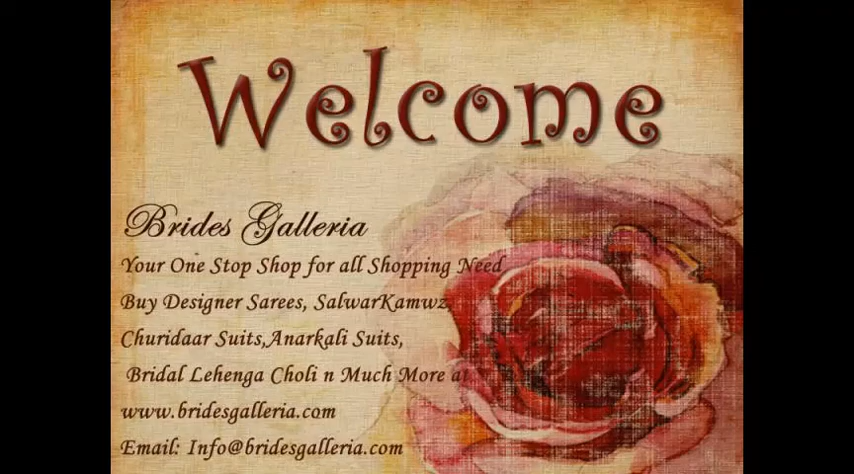 Welcome
Brides Galleria
Your One Stop Shop for all Shopping Need
Buy Designer Sarees, SalwarKamwz,
Churidaar Suits,Anarkali Suits,
Bridal Lehenga Choli n Much More at
www.bridesgalleria.com
Email: Info@bridesgalleria.com